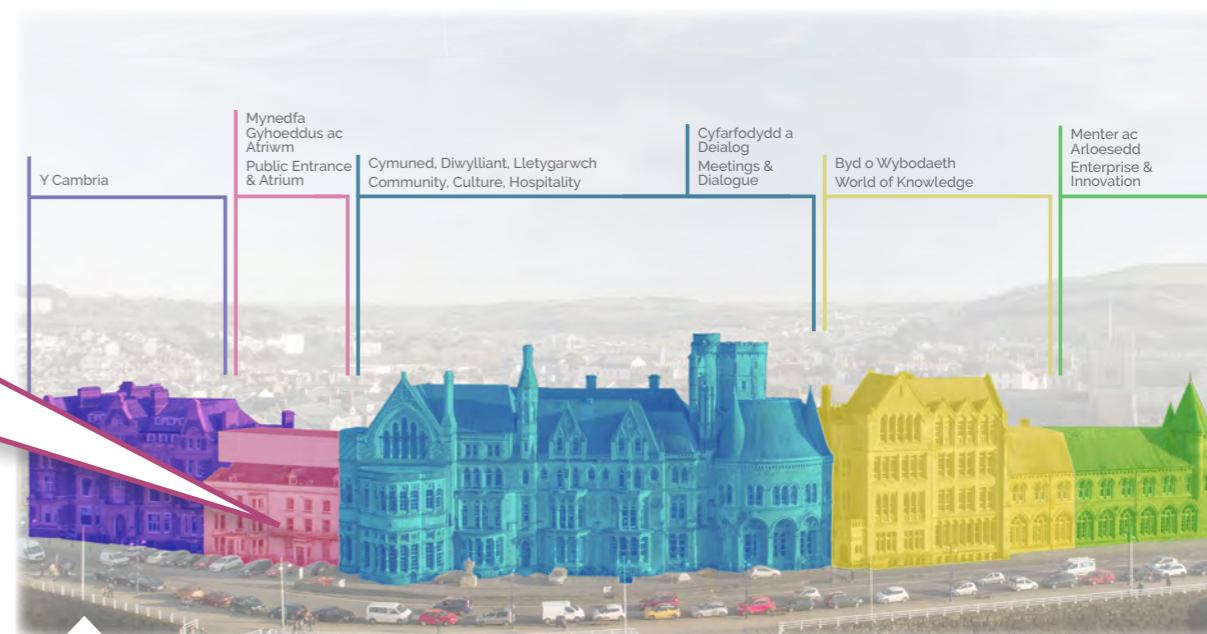 Y Cambria
Mynedfa
Gyhoeddus ac
Atriwm
Public Entrance
& Atrium
Cymuned, Diwylliant, Lletygarwch
Community, Culture, Hospitality
Cyfarfodydd a
Deialog
Meetings &
Dialogue
Byd o Wybodaeth
World of Knowledge
Menter ac
Arloesedd
Enterprise &
Innovation